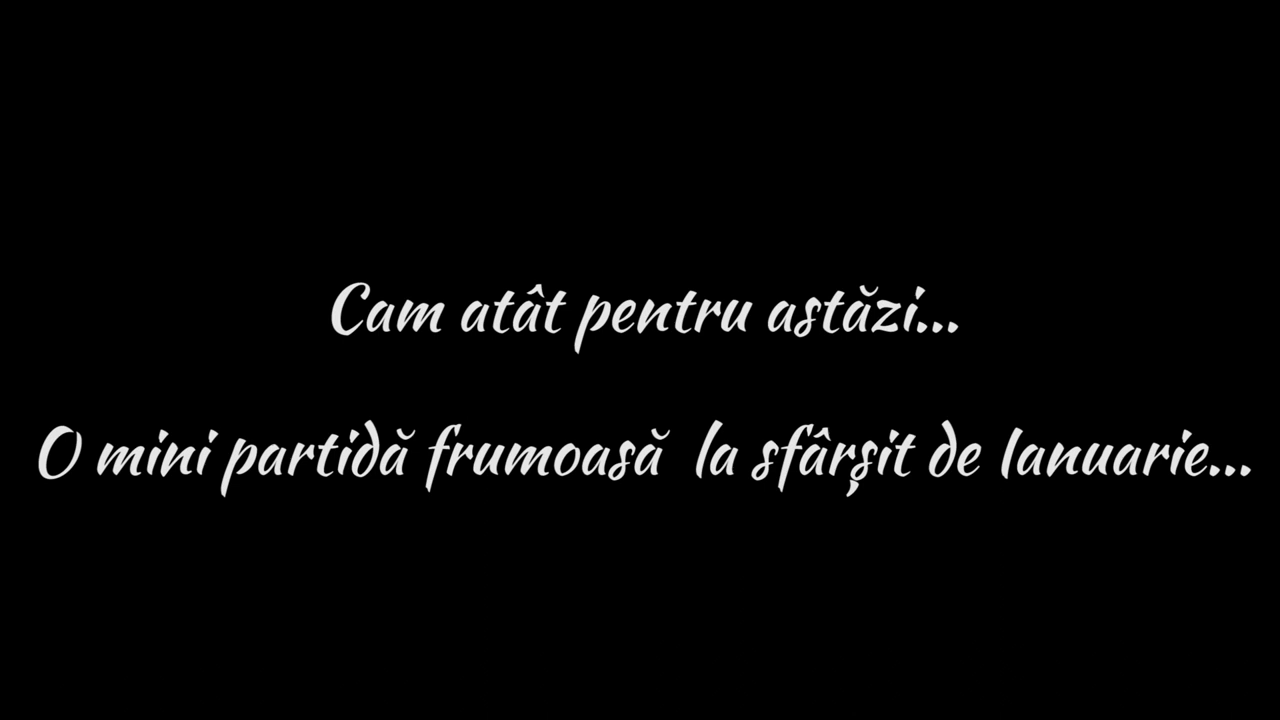 Cam atât pentru astăzi...
O mini partidă frumoasă la sfârșit de Ianuarie...